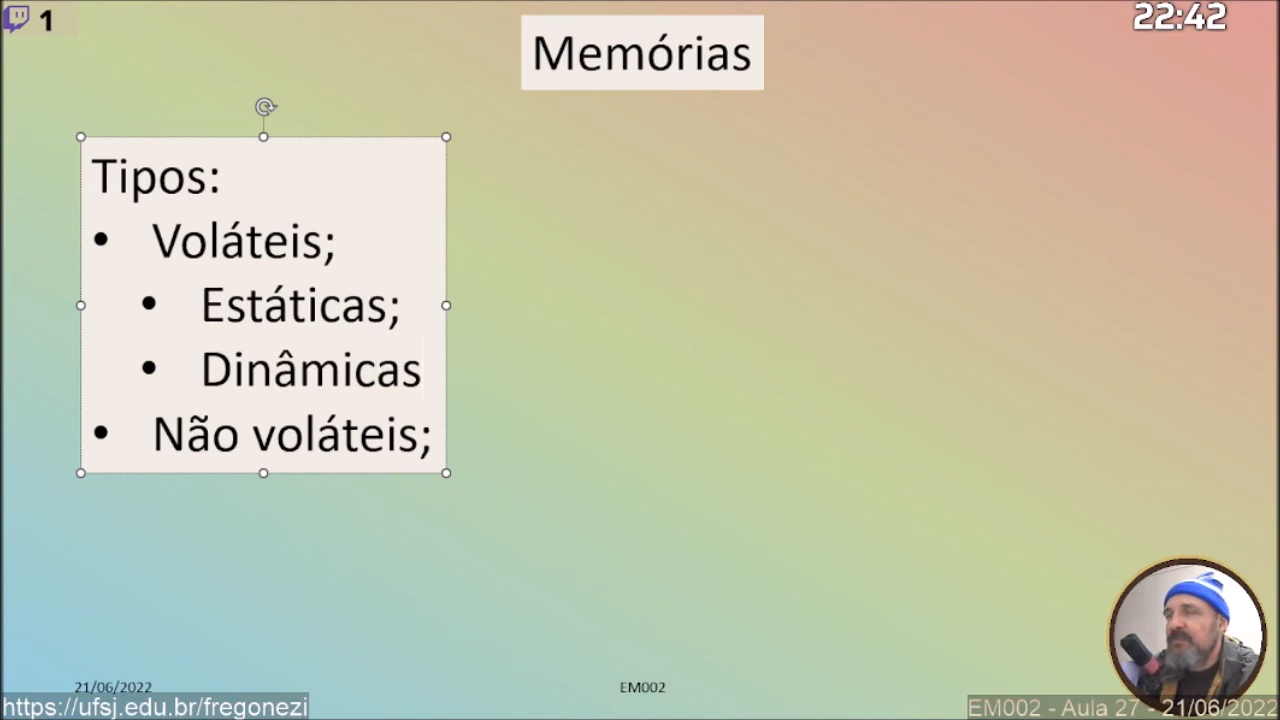 1
22:42
Memórias
Tipos:
• Voláteis;
• Estáticas;
• Dinâmicas
• Não voláteis;
21/06/2022
EM002
https://ufsj.edu.br/fregonezi
EM002 - Aula 27 - 21/06/2022